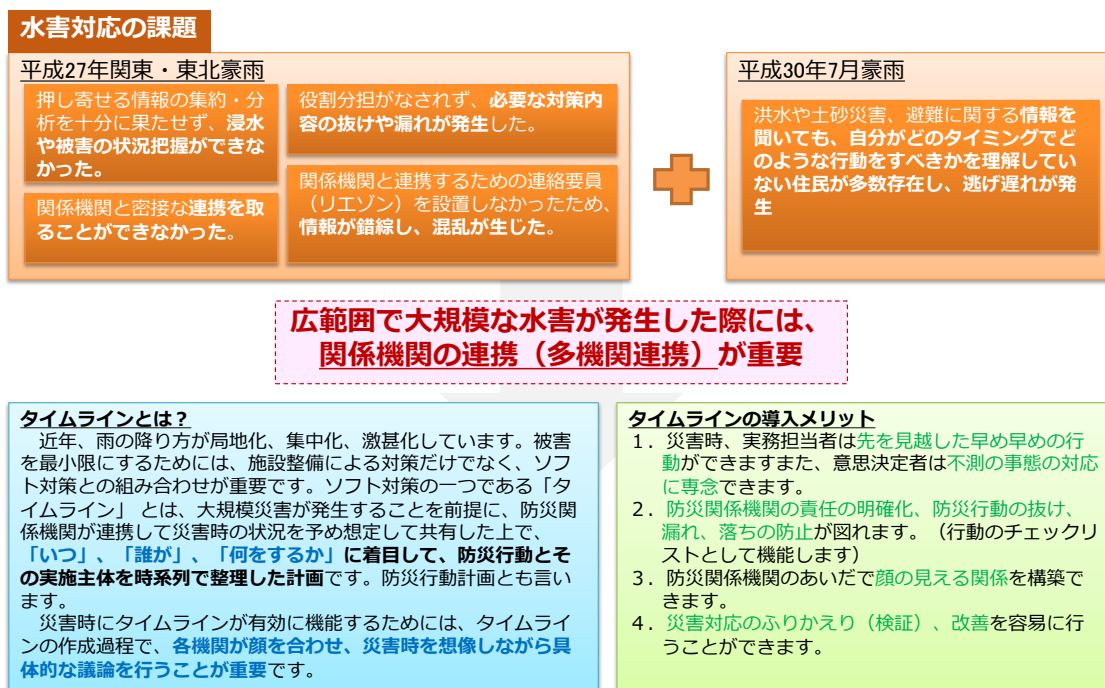 水害対応の課題
平成27年関東・東北豪雨
押し寄せる情報の集約・分
析を十分に果たせず、浸水
や被害の状況把握ができな
かった。
役割分担がなされず、必要な対策内
容の抜けや漏れが発生した。
関係機関と密接な連携を取
ることができなかった。
関係機関と連携するための連絡要員
（リエゾン）を設置しなかったため、
情報が錯綜し、混乱が生じた。
平成30年7月豪雨
洪水や土砂災害、避難に関する情報を
聞いても、自分がどのタイミングでど
のような行動をすべきかを理解してい
ない住民が多数存在し、逃げ遅れが発
生
広範囲で大規模な水害が発生した際には、
関係機関の連携（多機関連携）が重要
タイムラインとは？
近年、雨の降り方が局地化、集中化、激甚化しています。被害
を最小限にするためには、施設整備による対策だけでなく、ソフ
ト対策との組み合わせが重要です。ソフト対策の一つである「タ
イムライン」 とは、大規模災害が発生することを前提に、防災関
係機関が連携して災害時の状況を予め想定して共有した上で、
「いつ」、「誰が」、「何をするか」に着目して、防災行動とそ
の実施主体を時系列で整理した計画です。防災行動計画とも言い
ます。
災害時にタイムラインが有効に機能するためには、タイムライ
ンの作成過程で、各機関が顔を合わせ、災害時を想像しながら具
体的な議論を行うことが重要です。
タイムラインの導入メリット
１．災害時、実務担当者は先を見越した早め早めの行
動ができますまた、意思決定者は不測の事態の対応
に専念できます。
２．防災関係機関の責任の明確化、防災行動の抜け、
漏れ、落ちの防止が図れます。（行動のチェックリ
ストとして機能します）
３．防災関係機関のあいだで顔の見える関係を構築で
きます。
４．災害対応のふりかえり（検証）、改善を容易に行
うことができます。